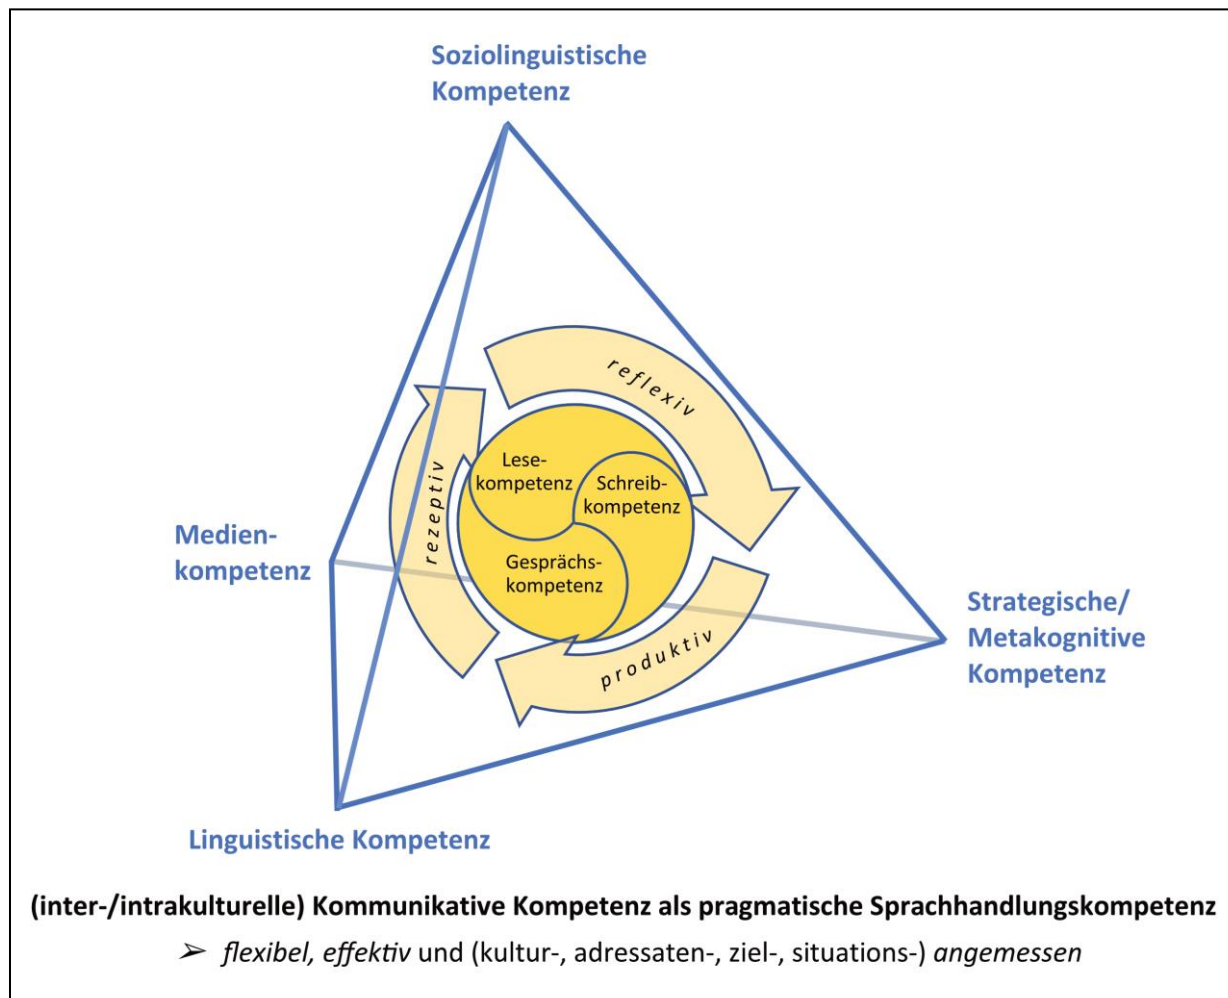 Soziolinguistische
Kompetenz
reflexiv
Lese-
kompetenz
Schreib-
kompetenz
rezeptiv
Medien-
kompetenz
Gesprächs-
kompetenz
Strategische/
Metakognitive
Kompetenz
produktiv
Linguistische Kompetenz
(inter-/intrakulturelle) Kommunikative Kompetenz als pragmatische Sprachhandlungskompetenz
➢ flexibel, effektiv und (kultur-, adressaten-, ziel-, situations-) angemessen